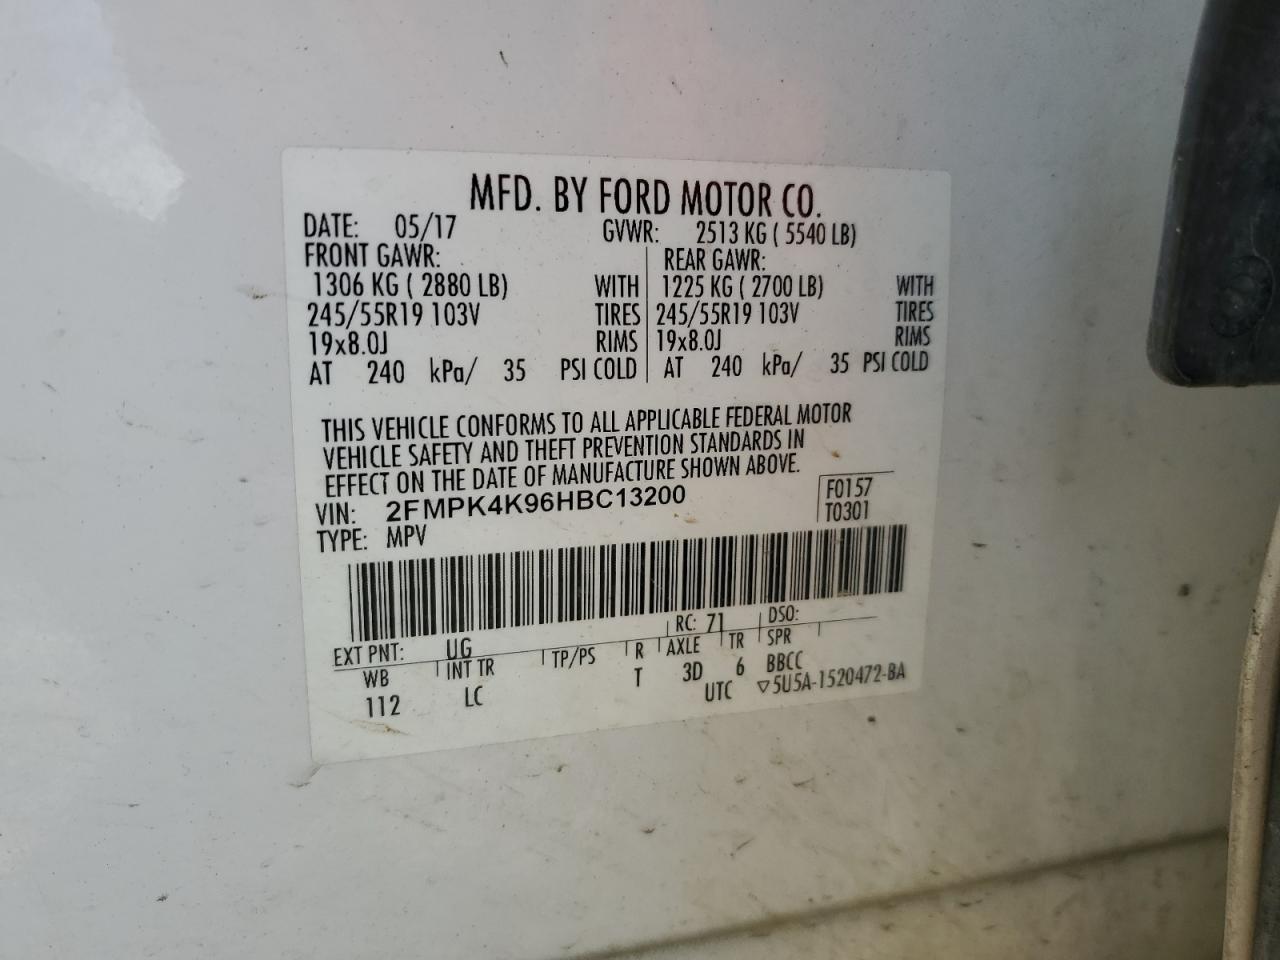 MFD. BY FORD MOTOR CO.
DATE: 05/17 GVWR: 2513 KG ( 5540 LB)
FRONT GAWR: REAR GAWR:
1306 KG ( 2880 LB) WITH 1225 KG ( 2700 LB) WITH
245/55R19 103V TIRES 245/55R19 103V TIRES
19x8.0J RIMS 19x8.0J RIMS
AT 240 kPa/ 35 PSI COLD AT 240 kPa/ 35 PSI COLD
THIS VEHICLE CONFORMS TO ALL APPLICABLE FEDERAL MOTOR
VEHICLE SAFETY AND THEFT PREVENTION STANDARDS IN
EFFECT ON THE DATE OF MANUFACTURE SHOWN ABOVE.
VIN: 2FMPK4K96HBC13200 F0157
TYPE: MPV T0301
EXT PNT: UG RC: 71 DSO:
WB INT TR TP/PS R AXLE TR SPR
112 LC T 3D 6 BBCC
UTC ▽5U5A-1520472-BA